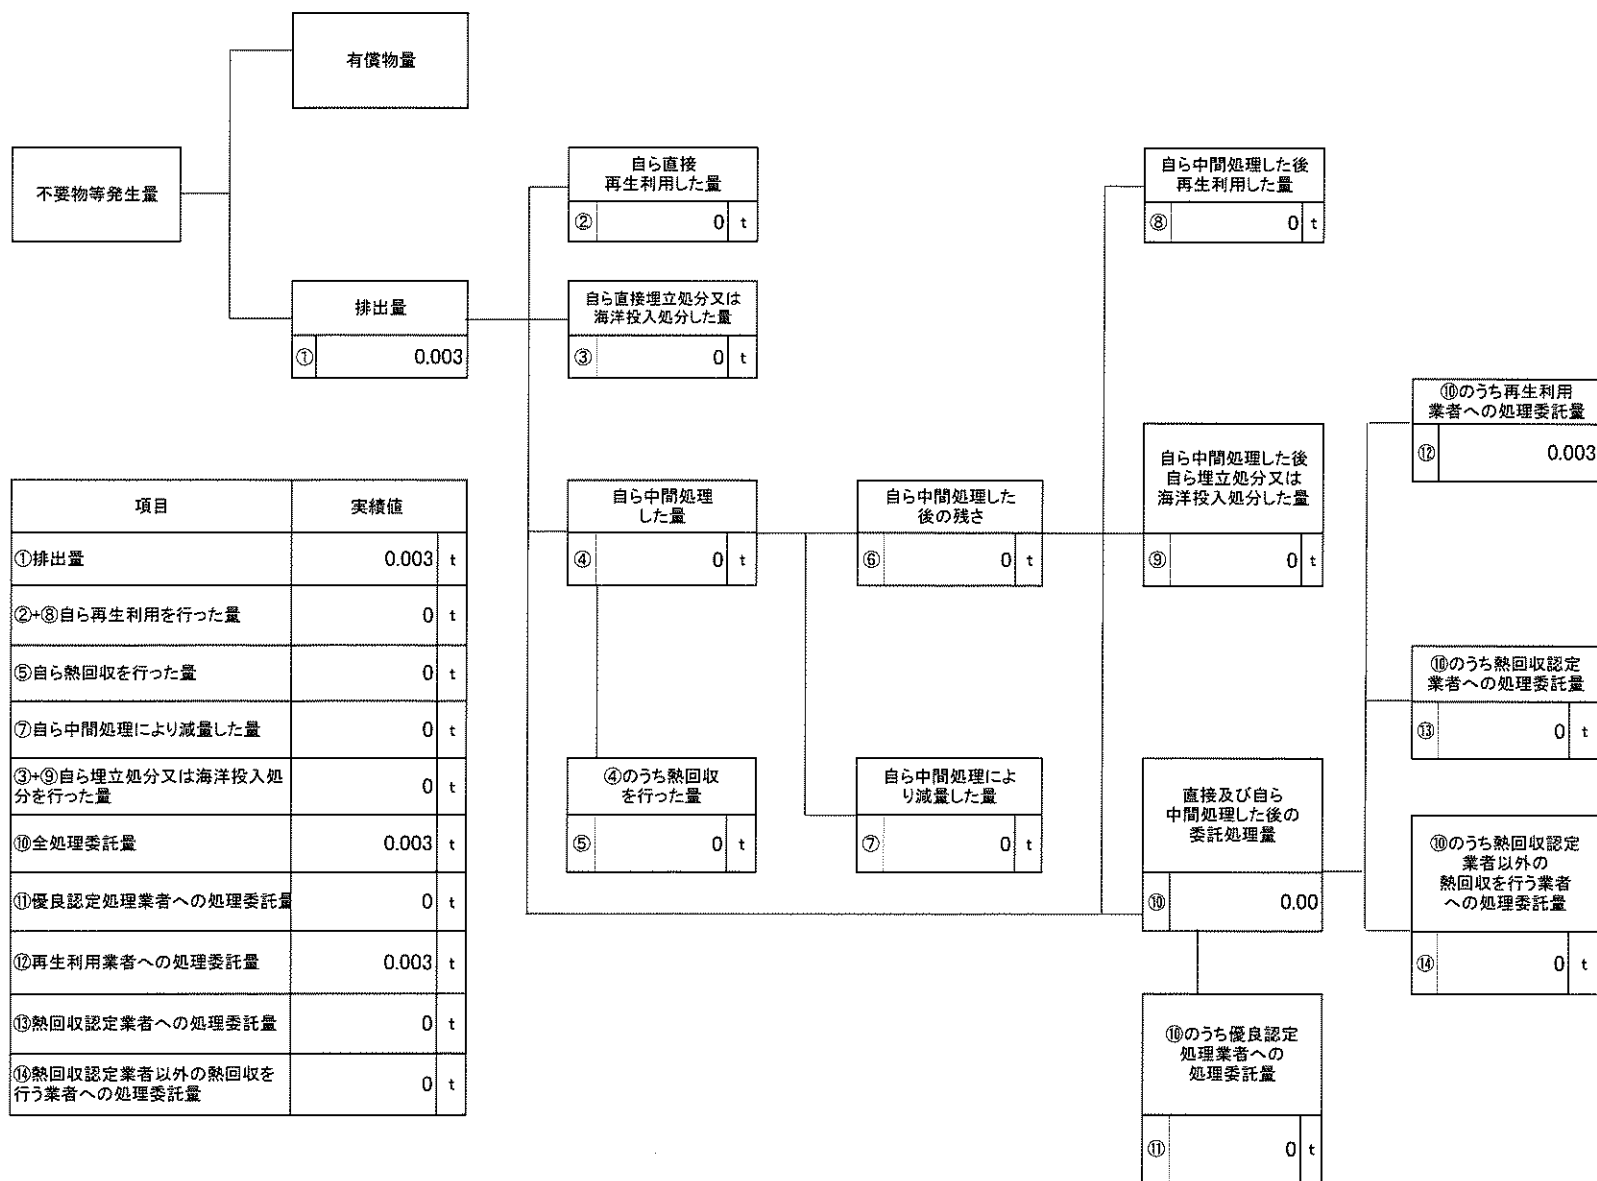 有償物量
不要物等発生量
排出量
① 0.003
自ら直接
再生利用した量
② 0 t
自ら直接埋立処分又は
海洋投入処分した量
③ 0 t
自ら中間処理
した量
④ 0 t
④のうち熱回収
を行った量
⑤ 0 t
自ら中間処理した
後の残さ
⑥ 0 t
自ら中間処理によ
り減量した量
⑦ 0 t
自ら中間処理した後
再生利用した量
⑧ 0 t
自ら中間処理した後
自ら埋立処分又は
海洋投入処分した量
⑨ 0 t
直接及び自ら
中間処理した後の
委託処理量
⑩ 0.00
⑩のうち優良認定
処理業者への
処理委託量
⑪ 0 t
⑩のうち再生利用
業者への処理委託量
⑫ 0.003
⑩のうち熱回収認定
業者への処理委託量
⑬ 0 t
⑩のうち熱回収認定
業者以外の
熱回収を行う業者
への処理委託量
⑭ 0 t
項目 実績値
①排出量 0.003 t
②+⑧自ら再生利用を行った量 0 t
⑤自ら熱回収を行った量 0 t
⑦自ら中間処理により減量した量 0 t
③+⑨自ら埋立処分又は海洋投入処
分を行った量 0 t
⑩全処理委託量 0.003 t
⑪優良認定処理業者への処理委託量 0 t
⑫再生利用業者への処理委託量 0.003 t
⑬熱回収認定業者への処理委託量 0 t
⑭熱回収認定業者以外の熱回収を
行う業者への処理委託量 0 t